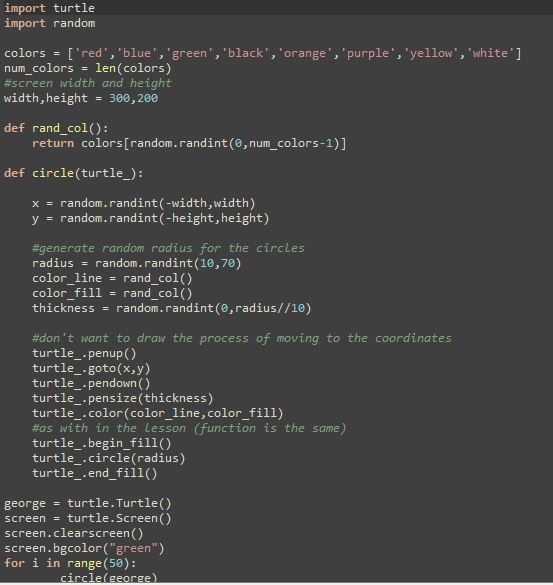 import turtle
import random
colors = ['red','blue','green','black','orange','purple','yellow','white']
num_colors = len(colors)
#screen width and height
width,height = 300,200
def rand_col():
    return colors[random.randint(0,num_colors-1)]
def circle(turtle_):
    x = random.randint(-width,width)
    y = random.randint(-height,height)
    #generate random radius for the circles
    radius = random.randint(10,70)
    color_line = rand_col()
    color_fill = rand_col()
    thickness = random.randint(0,radius//10)
    #don't want to draw the process of moving to the coordinates
    turtle_.penup()
    turtle_.goto(x,y)
    turtle_.pendown()
    turtle_.pensize(thickness)
    turtle_.color(color_line,color_fill)
    #as with in the lesson (function is the same)
    turtle_.begin_fill()
    turtle_.circle(radius)
    turtle_.end_fill()
george = turtle.Turtle()
screen = turtle.Screen()
screen.clearscreen()
screen.bgcolor("green")
for i in range(50):
        circle(george)